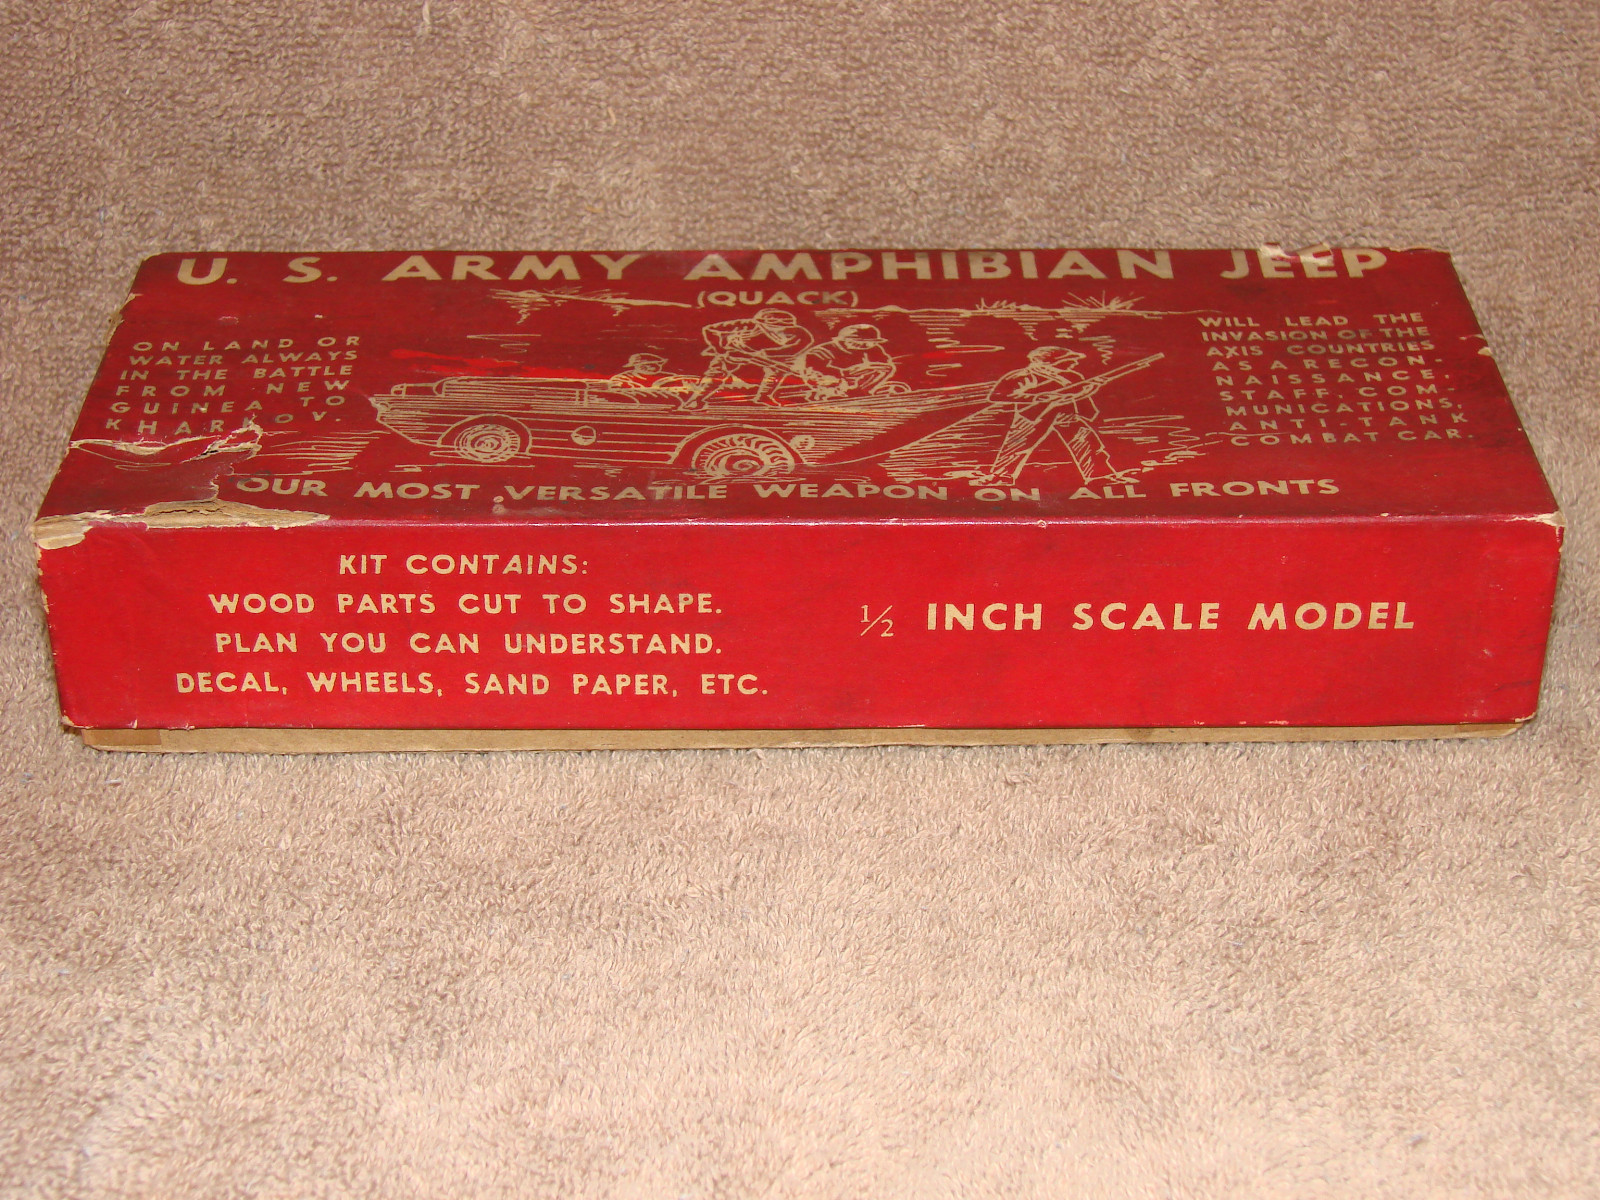 U. S. ARMY AMPHIBIAN JEEP
(QUACK)
ON LAND OR
WATER ALWAYS
IN THE BATTLE
FROM NEW
GUINEA TO
KHARKOV.
WILL LEAD THE
INVASION OF THE
AXIS COUNTRIES
AS A RECON-
NAISSANCE,
STAFF, COM-
MUNICATIONS,
ANTI-TANK
COMBAT CAR.
OUR MOST VERSATILE WEAPON ON ALL FRONTS
KIT CONTAINS:
WOOD PARTS CUT TO SHAPE.
PLAN YOU CAN UNDERSTAND.
DECAL, WHEELS, SAND PAPER, ETC.
1/2 INCH SCALE MODEL